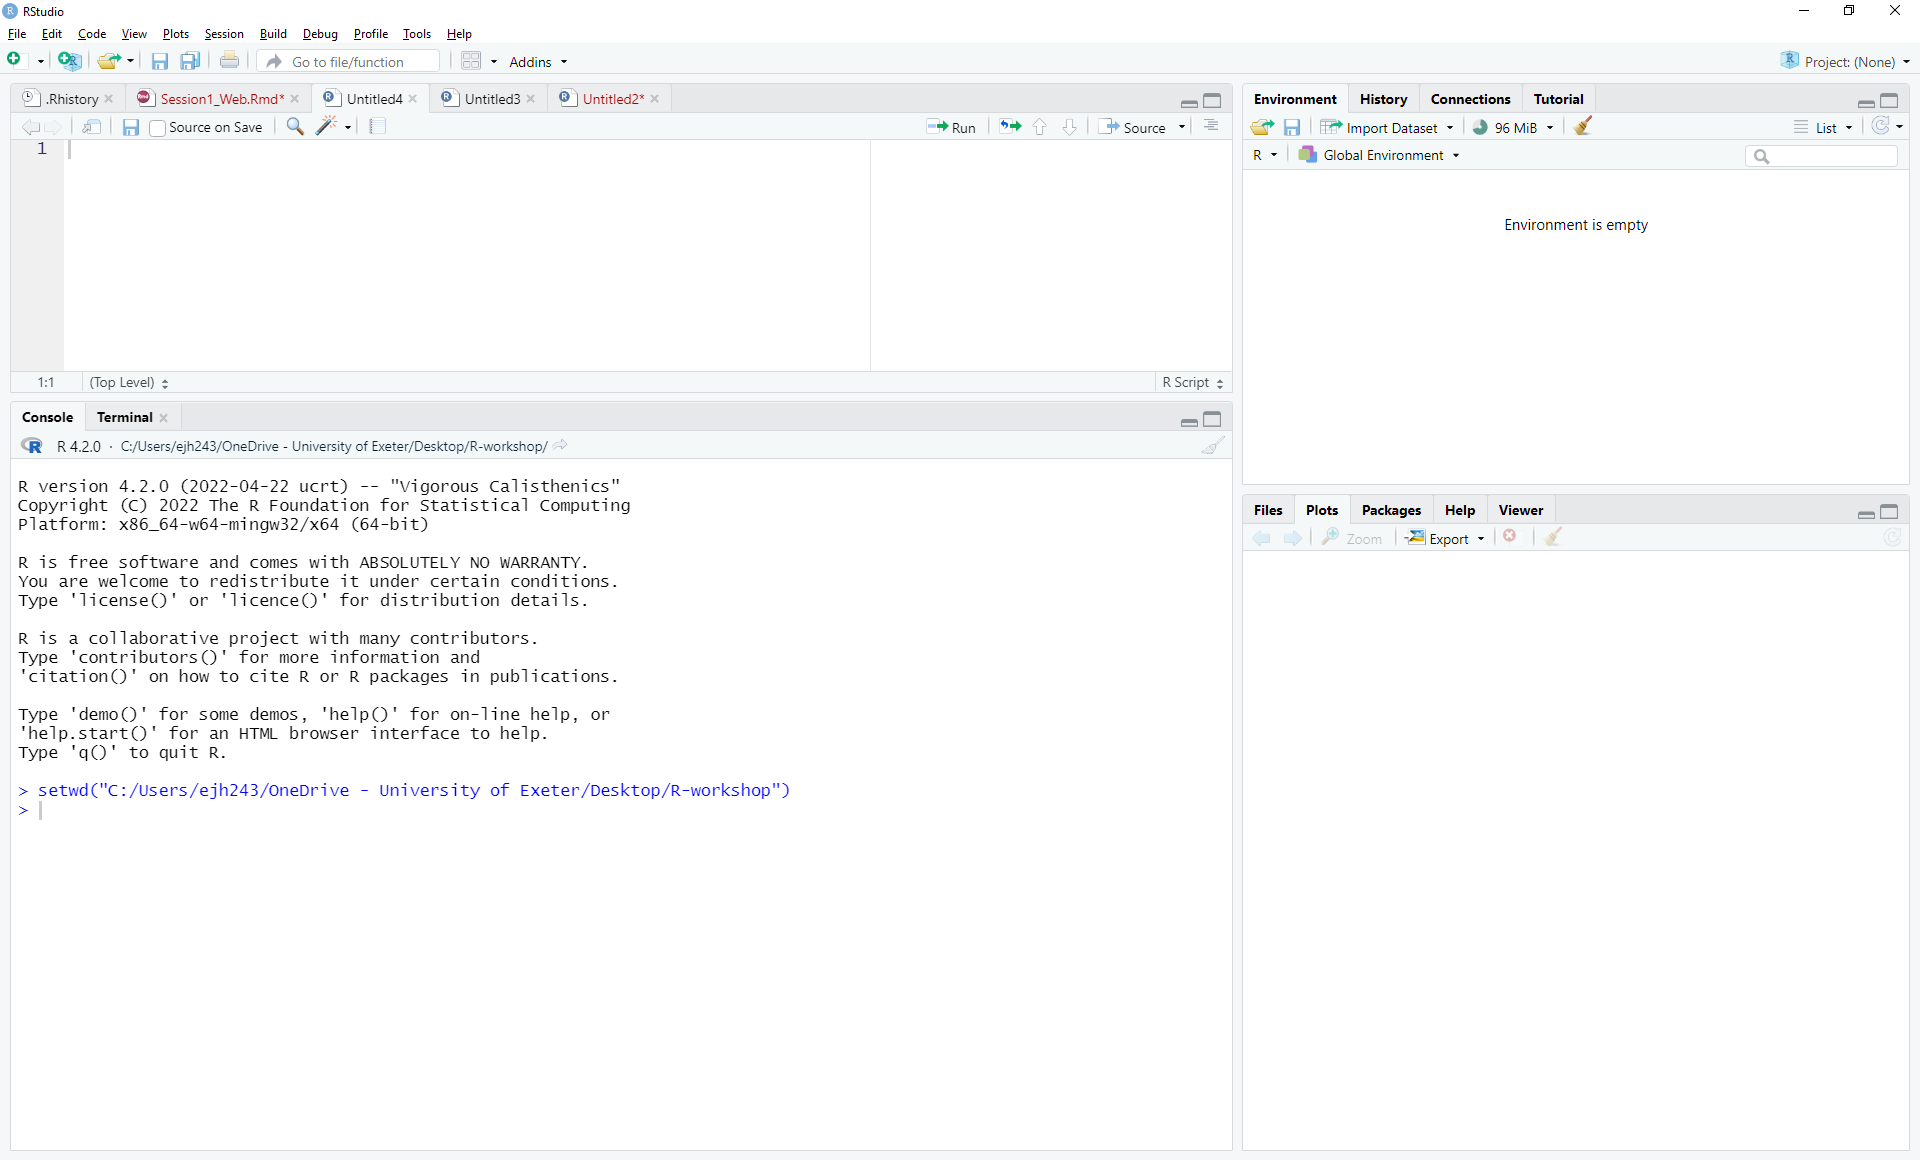 RStudio
File Edit Code View Plots Session Build Debug Profile Tools Help
Go to file/function Addins Project: (None)
.Rhistory Session1_Web.Rmd* Untitled4 Untitled3 Untitled2*
Source on Save Run Source
1
1:1 (Top Level) R Script
Console Terminal
R 4.2.0 · C:/Users/ejh243/OneDrive - University of Exeter/Desktop/R-workshop/
R version 4.2.0 (2022-04-22 ucrt) -- "Vigorous Calisthenics"
Copyright (C) 2022 The R Foundation for Statistical Computing
Platform: x86_64-w64-mingw32/x64 (64-bit)
R is free software and comes with ABSOLUTELY NO WARRANTY.
You are welcome to redistribute it under certain conditions.
Type 'license()' or 'licence()' for distribution details.
R is a collaborative project with many contributors.
Type 'contributors()' for more information and
'citation()' on how to cite R or R packages in publications.
Type 'demo()' for some demos, 'help()' for on-line help, or
'help.start()' for an HTML browser interface to help.
Type 'q()' to quit R.
> setwd("C:/Users/ejh243/OneDrive - University of Exeter/Desktop/R-workshop")
>
Environment History Connections Tutorial
Import Dataset 96 MiB List
R Global Environment
Environment is empty
Files Plots Packages Help Viewer
Zoom Export